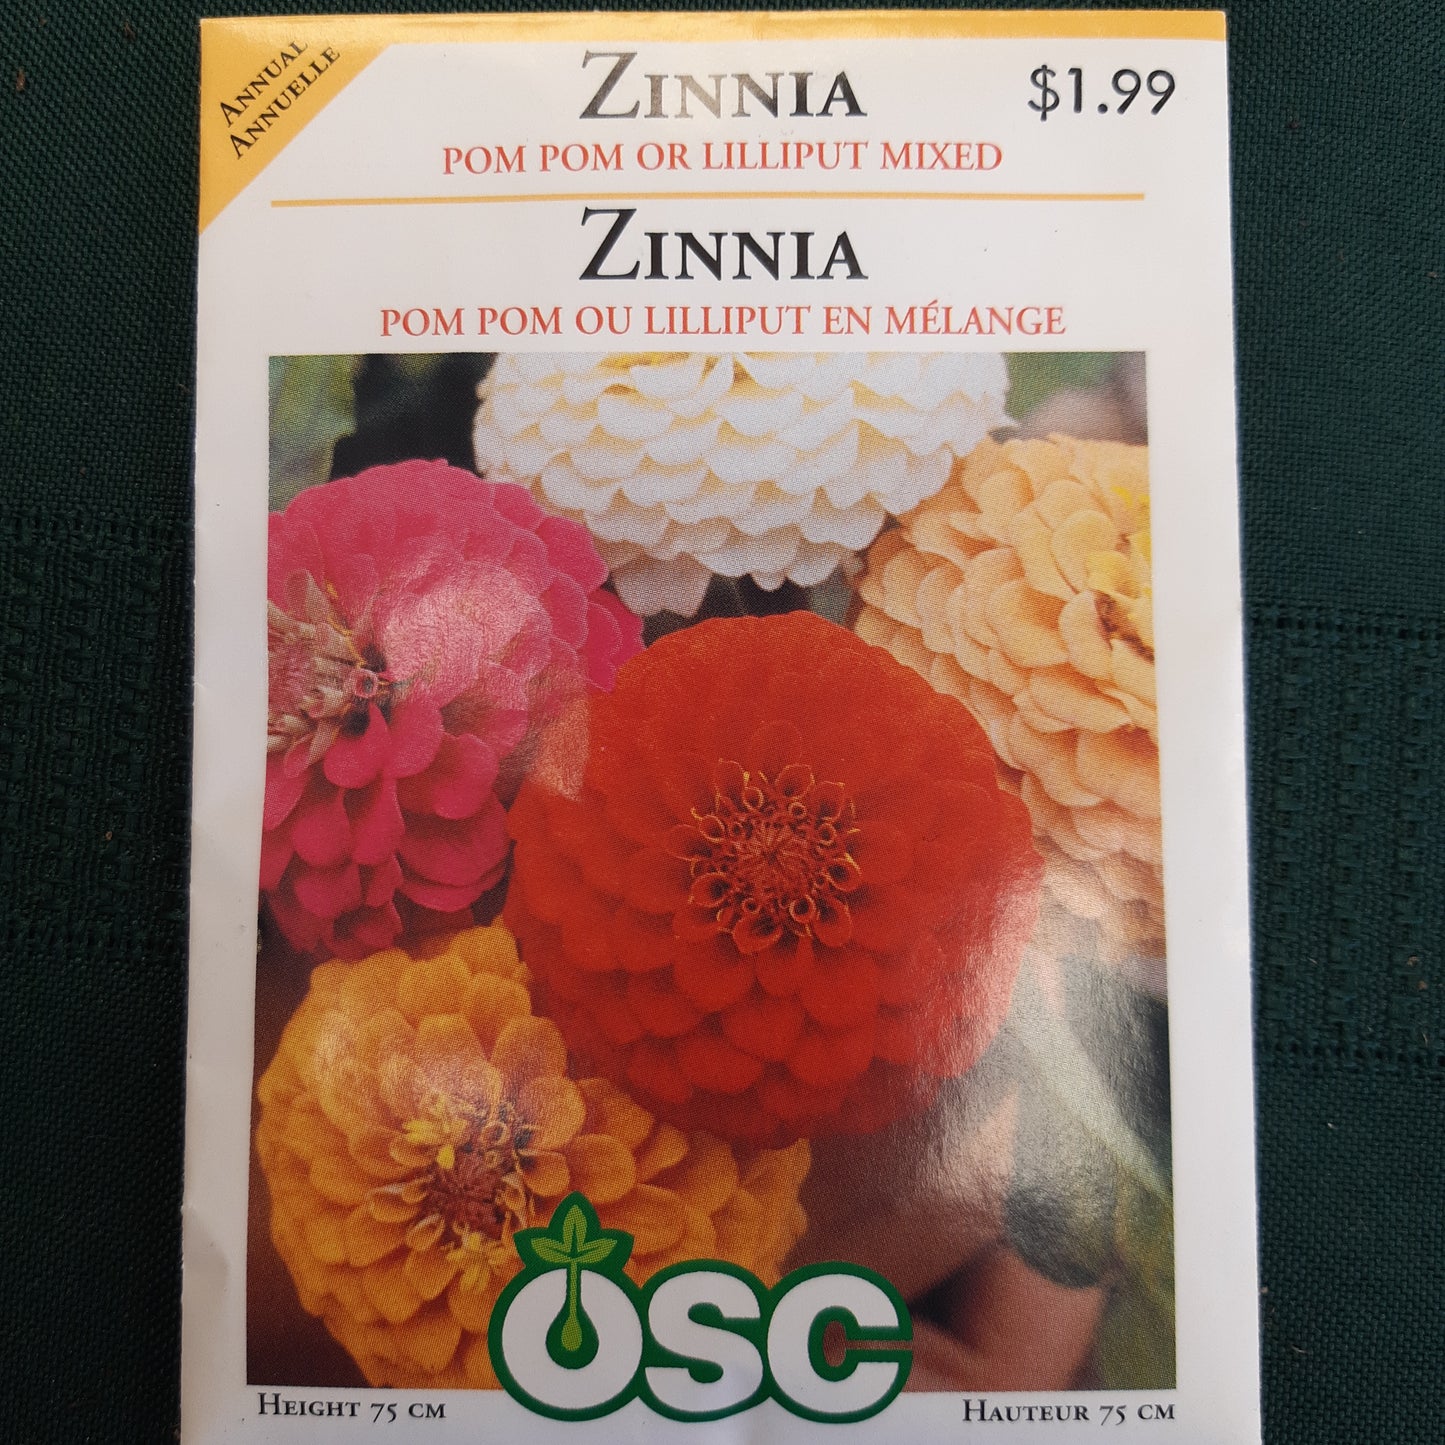 ANNUAL
ANNUELLE
ZINNIA
$1.99
POM POM OR LILLIPUT MIXED
ZINNIA
POM POM OU LILLIPUT EN MÉLANGE
OSC
HEIGHT 75 CM
HAUTEUR 75 CM